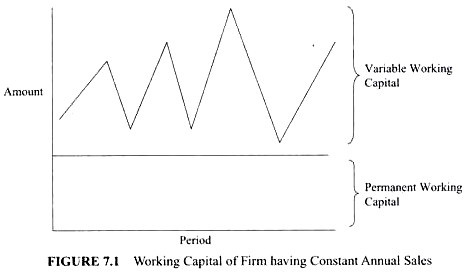 Variable Working
Capital
Amount
Permanent Working
Capital
Period
FIGURE 7.1 Working Capital of Firm having Constant Annual Sales